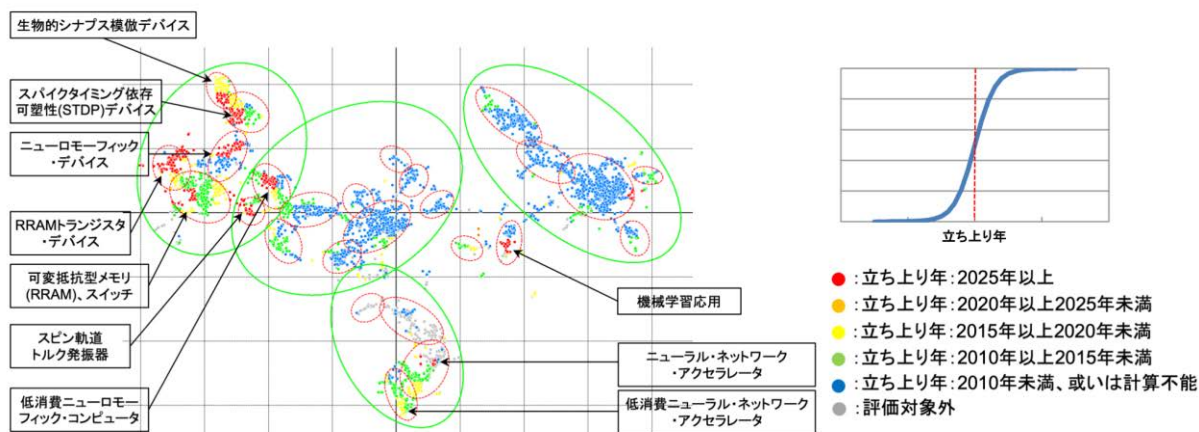 生物的シナプス模倣デバイス
スパイクタイミング依存
可塑性(STDP)デバイス
ニューロモーフィック
・デバイス
RRAMトランジスタ
・デバイス
可変抵抗型メモリ
(RRAM)、スイッチ
スピン軌道
トルク発振器
低消費ニューロモー
フィック・コンピュータ
機械学習応用
ニューラル・ネットワーク
・アクセラレータ
低消費ニューラル・ネットワーク
・アクセラレータ
立ち上り年
:立ち上り年:2025年以上
:立ち上り年:2020年以上2025年未満
:立ち上り年:2015年以上2020年未満
:立ち上り年:2010年以上2015年未満
:立ち上り年:2010年未満、或いは計算不能
:評価対象外